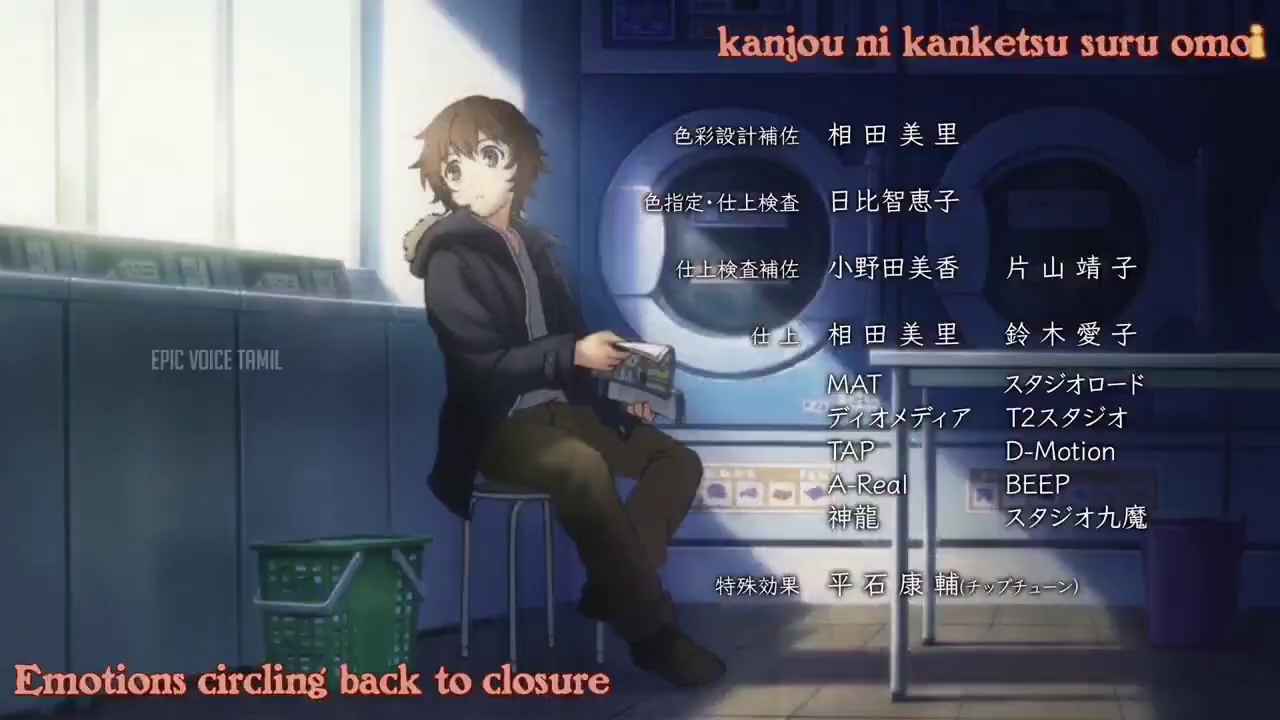 kanjou ni kanketsu suru omoi
色彩設計補佐 相田美里
色指定・仕上検査 日比智恵子
仕上検査補佐 小野田美香 片山靖子
仕上 相田美里 鈴木愛子
MAT スタジオロード
ディオメディア T2スタジオ
TAP D-Motion
A-Real BEEP
神龍 スタジオ九魔
特殊効果 平石康輔(チップチューン)
EPIC VOICE TAMIL
Emotions circling back to closure